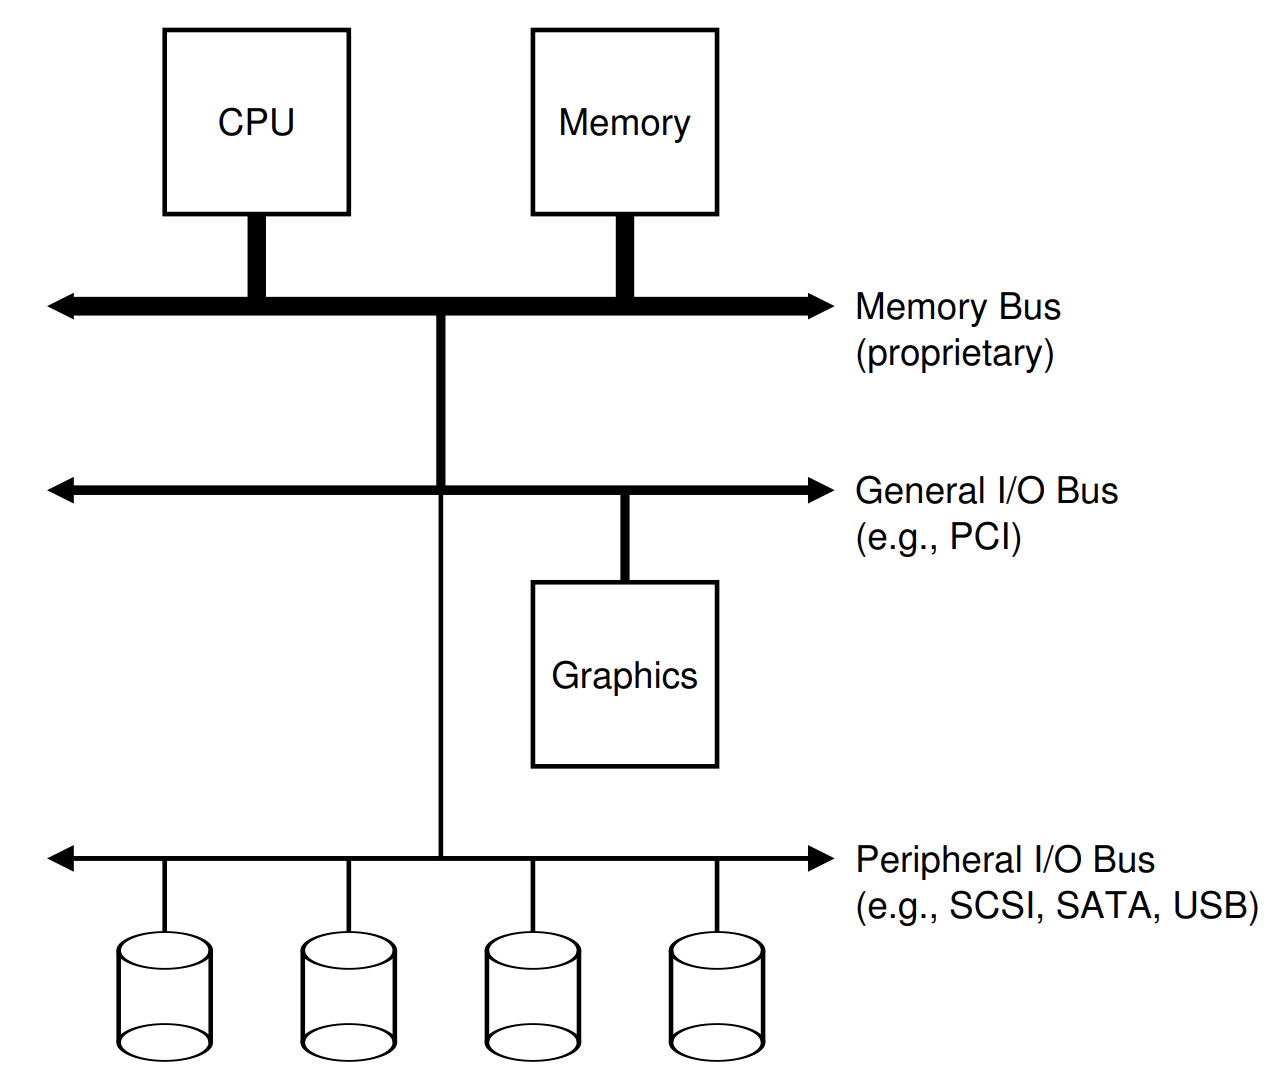 CPU
Memory
Memory Bus
(proprietary)
General I/O Bus
(e.g., PCI)
Graphics
Peripheral I/O Bus
(e.g., SCSI, SATA, USB)